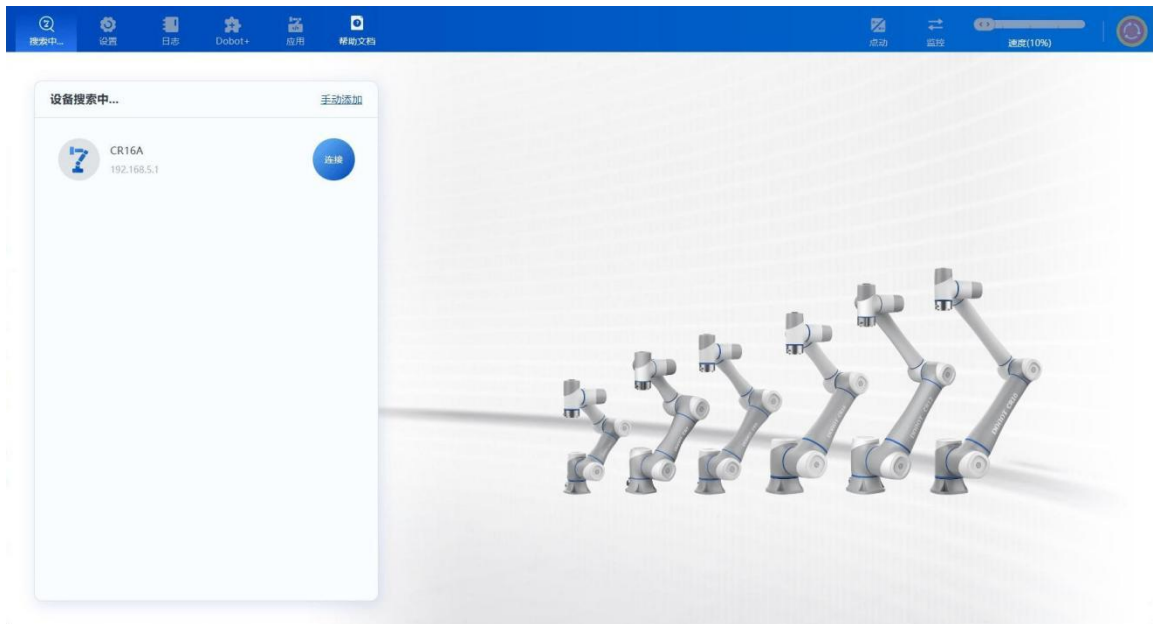 搜索中...
设置
日志
Dobot+
应用
帮助文档
点动
监控
速度(10%)
设备搜索中...
手动添加
CR16A
192.168.5.1
连接